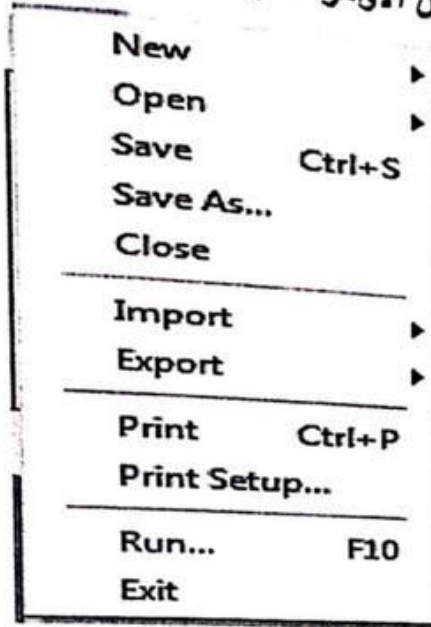 New
Open
Save Ctrl+S
Save As...
Close
Import
Export
Print Ctrl+P
Print Setup...
Run... F10
Exit